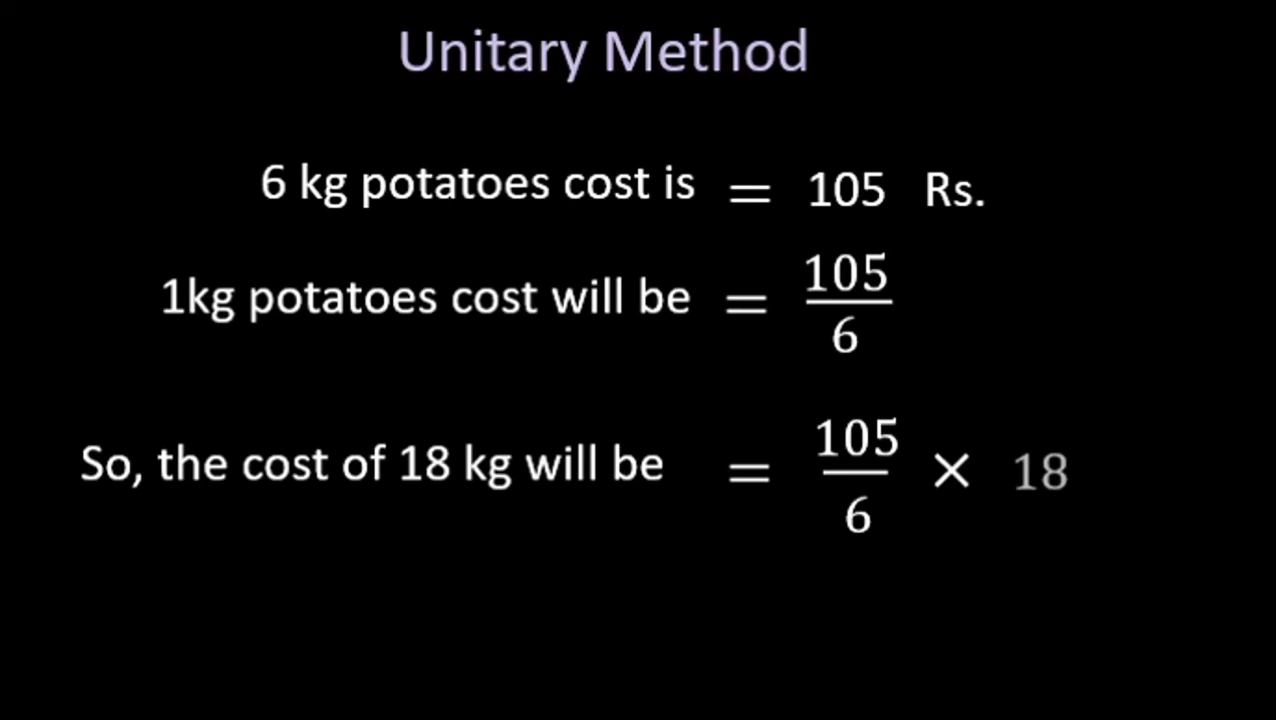 Unitary Method
6 kg potatoes cost is = 105 Rs.
1kg potatoes cost will be = 105/6
So, the cost of 18 kg will be = 105/6 × 18